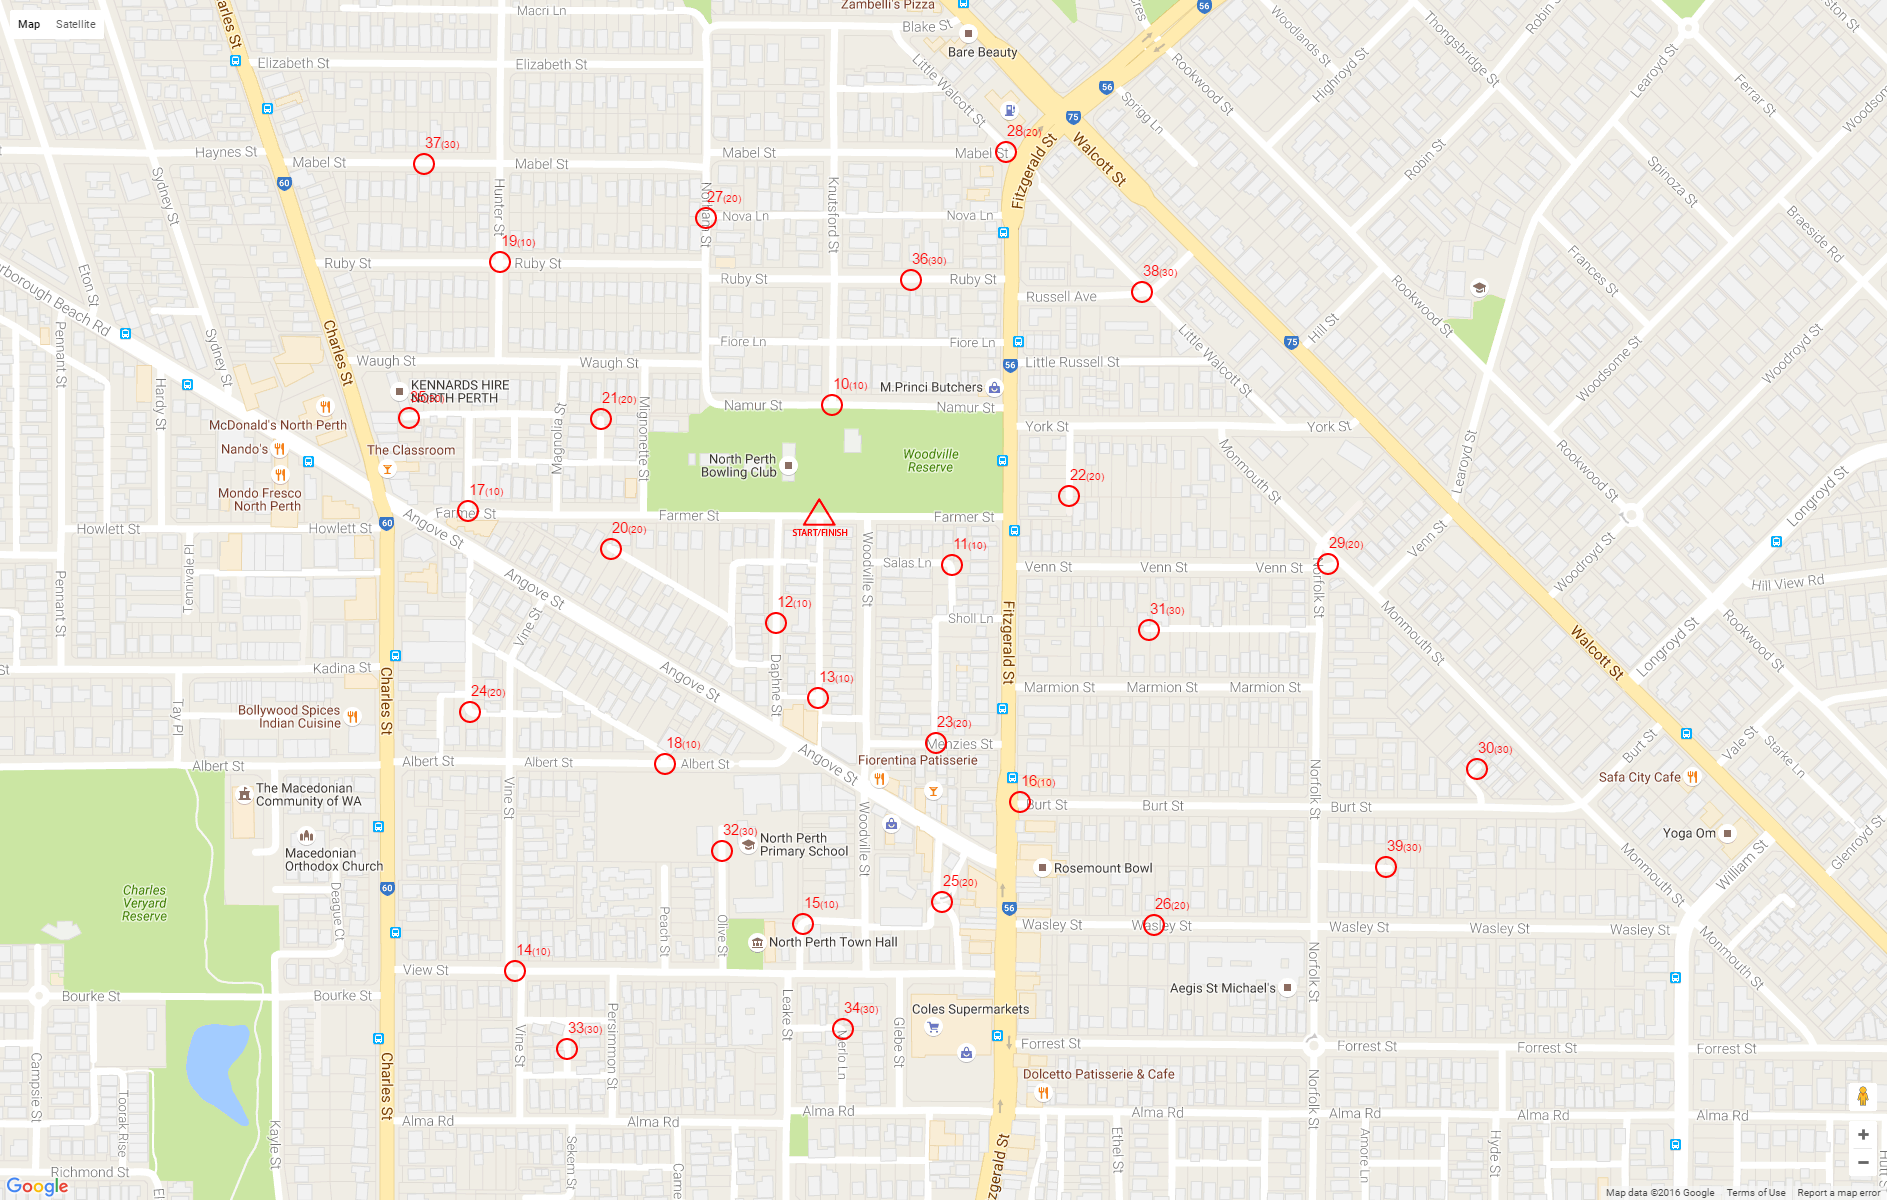 Map
Satellite
Charles St
Macri Ln
Zambelli's Pizza
Blake St
Bare Beauty
56
Elizabeth St
Elizabeth St
Little Walcott St
56
Rookwood St
Woodlands St
Highroyd St
Thongsbridge St
Robin St
Learoyd St
Ferrar St
Sprigg Ln
75
Walcott St
Haynes St
Mabel St
37(30)
Mabel St
Mabel St
Mabel St
28(20)
Fitzgerald St
Robin St
Spinoza St
Braeside Rd
60
Sydney St
Hunter St
27(20)
Nova Ln
Knutsford St
Nova Ln
19(10)
Ruby St
Ruby St
Ruby St
36(30)
Ruby St
38(30)
Russell Ave
Frances St
Rookwood St
Eton St
Pennant St
Sydney St
Charles St
Waugh St
Waugh St
Fiore Ln
Fiore Ln
56
Little Russell St
Little Walcott St
75
Hill St
Woodsome St
Woodroyd St
Hardy St
KENNARDS HIRE
NORTH PERTH
21(20)
10(10)
M.Princi Butchers
Namur St
Namur St
McDonald's North Perth
Nando's
The Classroom
Magnolia St
Mignonette St
North Perth
Bowling Club
Woodville
Reserve
York St
York St
Monmouth St
Learoyd St
Rookwood St
Longroyd St
22(20)
Mondo Fresco
North Perth
17(10)
Farmer St
Farmer St
START/FINISH
Farmer St
Howlett St
Howlett St
60
Angove St
20(20)
Woodville St
11(10)
Salas Ln
Venn St
Venn St
Venn St
29(20)
Norfolk St
Venn St
Woodroyd St
Hill View Rd
Pennant St
Angove St
12(10)
Sholl Ln
Fitzgerald St
31(30)
Monmouth St
Walcott St
Longroyd St
Rookwood St
Vine St
Kadina St
Charles St
Angove St
Daphne St
13(10)
Marmion St
Marmion St
Marmion St
24(20)
Bollywood Spices
Indian Cuisine
Tay Pl
23(20)
Menzies St
Fiorentina Patisserie
18(10)
Albert St
Albert St
Albert St
Albert St
Angove St
30(30)
Burt St
Vale St
Starke Ln
Safa City Cafe
The Macedonian
Community of WA
Vine St
16(10)
Burt St
Burt St
Burt St
Norfolk St
Macedonian
Orthodox Church
32(30)
North Perth
Primary School
Woodville St
Rosemount Bowl
39(30)
Yoga Om
Monmouth St
William St
Glenroyd St
Charles
Veryard
Reserve
60
Deague Ct
Peach St
Olive St
15(10)
25(20)
56
26(20)
Wasley St
Wasley St
Wasley St
Wasley St
Wasley St
Monmouth St
North Perth Town Hall
14(10)
View St
Bourke St
Bourke St
Vine St
33(30)
Persimmon St
Leake St
34(30)
Merlo Ln
Glebe St
Coles Supermarkets
Aegis St Michael's
Norfolk St
Forrest St
Forrest St
Forrest St
Forrest St
Dolcetto Patisserie & Cafe
Campsie St
Toorak Rise
Kayle St
Charles St
Alma Rd
Alma Rd
Alma Rd
Alma Rd
Alma Rd
Alma Rd
Alma Rd
Norfolk St
Sekem St
Ethel St
Amore Ln
Hyde St
Fitzgerald St
Richmond St
Google
Map data ©2016 Google
Terms of Use
Report a map error